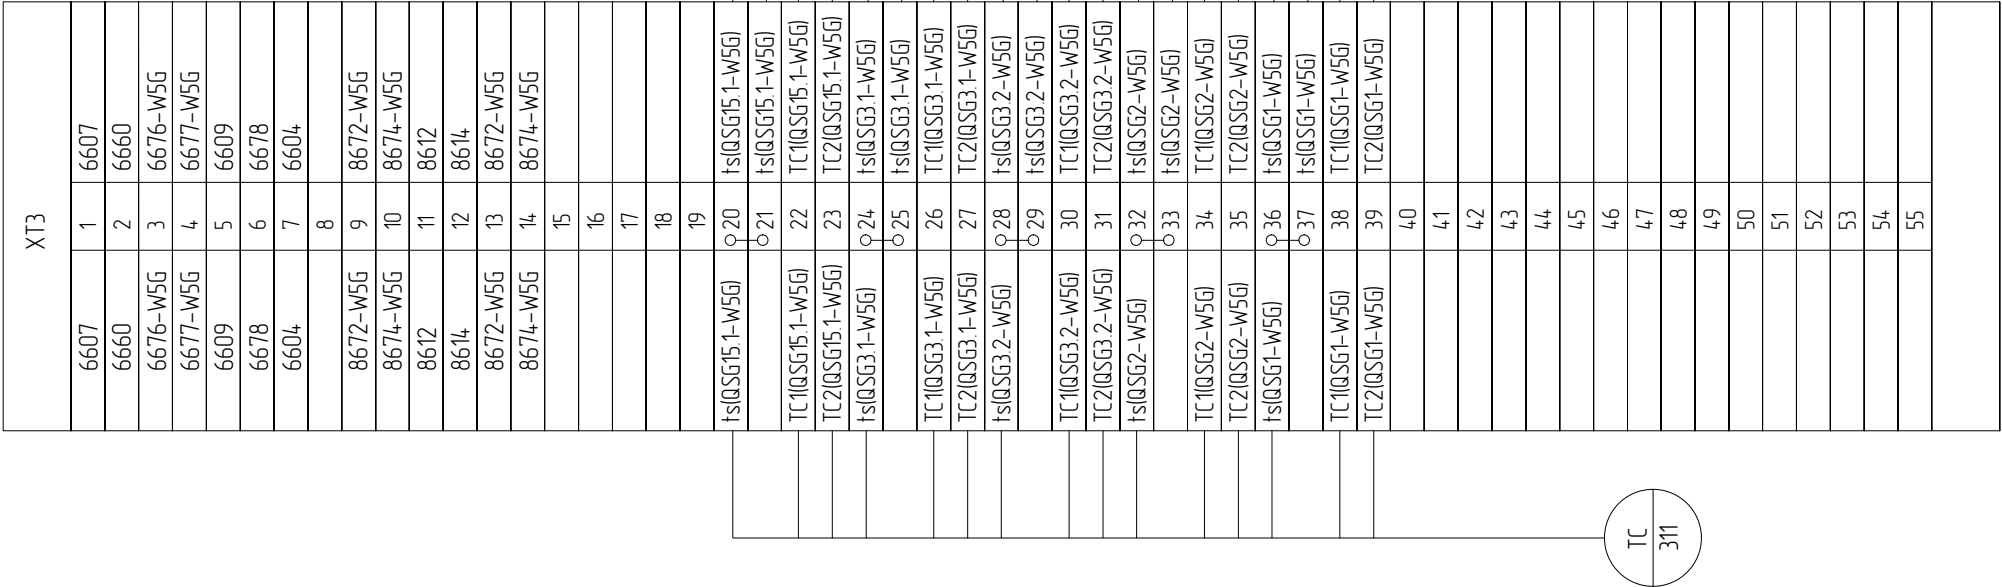 XT3
6607 1 6607
6660 2 6660
6676-W5G 3 6676-W5G
6677-W5G 4 6677-W5G
6609 5 6609
6678 6 6678
6604 7 6604
8
8672-W5G 9 8672-W5G
8674-W5G 10 8674-W5G
8612 11 8612
8614 12 8614
8672-W5G 13 8672-W5G
8674-W5G 14 8674-W5G
15
16
17
18
19
ts(QSG15.1-W5G) 20 ts(QSG15.1-W5G)
21 ts(QSG15.1-W5G)
TC1(QSG15.1-W5G) 22 TC1(QSG15.1-W5G)
TC2(QSG15.1-W5G) 23 TC2(QSG15.1-W5G)
ts(QSG3.1-W5G) 24 ts(QSG3.1-W5G)
25 ts(QSG3.1-W5G)
TC1(QSG3.1-W5G) 26 TC1(QSG3.1-W5G)
TC2(QSG3.1-W5G) 27 TC2(QSG3.1-W5G)
ts(QSG3.2-W5G) 28 ts(QSG3.2-W5G)
29 ts(QSG3.2-W5G)
TC1(QSG3.2-W5G) 30 TC1(QSG3.2-W5G)
TC2(QSG3.2-W5G) 31 TC2(QSG3.2-W5G)
ts(QSG2-W5G) 32 ts(QSG2-W5G)
33 ts(QSG2-W5G)
TC1(QSG2-W5G) 34 TC1(QSG2-W5G)
TC2(QSG2-W5G) 35 TC2(QSG2-W5G)
ts(QSG1-W5G) 36 ts(QSG1-W5G)
37 ts(QSG1-W5G)
TC1(QSG1-W5G) 38 TC1(QSG1-W5G)
TC2(QSG1-W5G) 39 TC2(QSG1-W5G)
40
41
42
43
44
45
46
47
48
49
50
51
52
53
54
55
TC
311